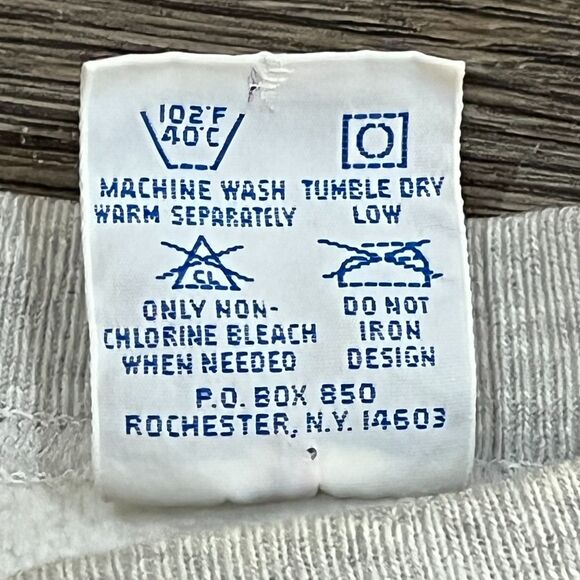 102°F
40°C
MACHINE WASH
WARM SEPARATELY
TUMBLE DRY
LOW
CL
ONLY NON-
CHLORINE BLEACH
WHEN NEEDED
DO NOT
IRON
DESIGN
P.O. BOX 850
ROCHESTER, N.Y. 14603